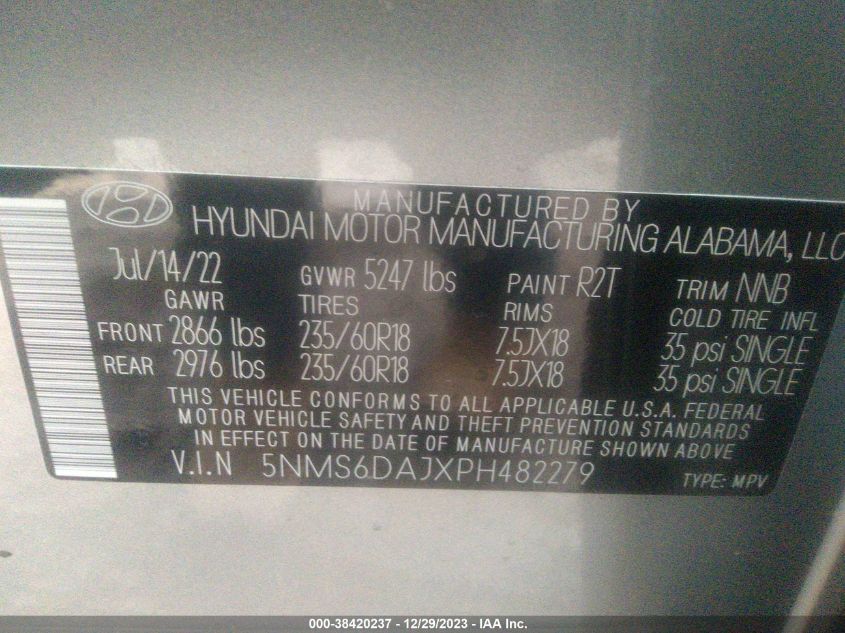 MANUFACTURED BY
HYUNDAI MOTOR MANUFACTURING ALABAMA, LLC
Jul/14/22 GVWR 5247 lbs PAINT R2T TRIM NNB
GAWR TIRES RIMS COLD TIRE INFL
FRONT 2866 lbs 235/60R18 7.5JX18 35 psi SINGLE
REAR 2976 lbs 235/60R18 7.5JX18 35 psi SINGLE
THIS VEHICLE CONFORMS TO ALL APPLICABLE U.S.A. FEDERAL
MOTOR VEHICLE SAFETY AND THEFT PREVENTION STANDARDS
IN EFFECT ON THE DATE OF MANUFACTURE SHOWN ABOVE
V.I.N 5NMS6DAJXPH482279 TYPE: MPV
000-38420237 - 12/29/2023 - IAA Inc.